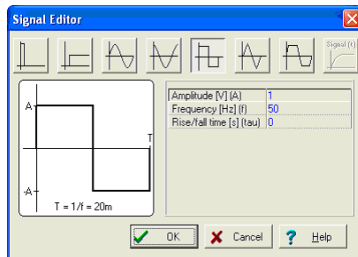 Signal Editor
Signal (t)
Amplitude [V] (A) 1
Frequency [Hz] (f) 50
Rise/fall time [s] (tau) 0
A
T
-A
T = 1/f = 20m
OK Cancel ? Help